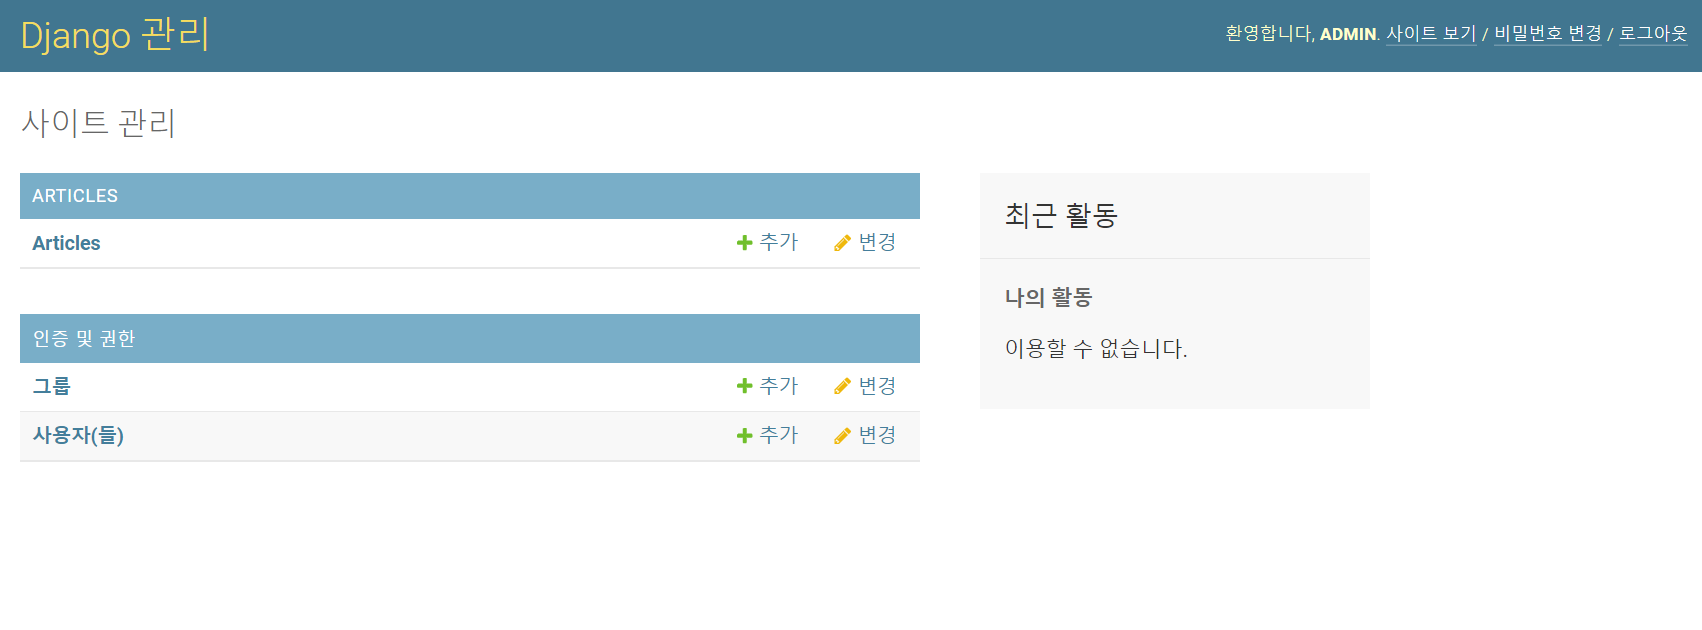 Django 관리
환영합니다, ADMIN. 사이트 보기 / 비밀번호 변경 / 로그아웃
사이트 관리
ARTICLES
Articles 추가 변경
인증 및 권한
그룹 추가 변경
사용자(들) 추가 변경
최근 활동
나의 활동
이용할 수 없습니다.